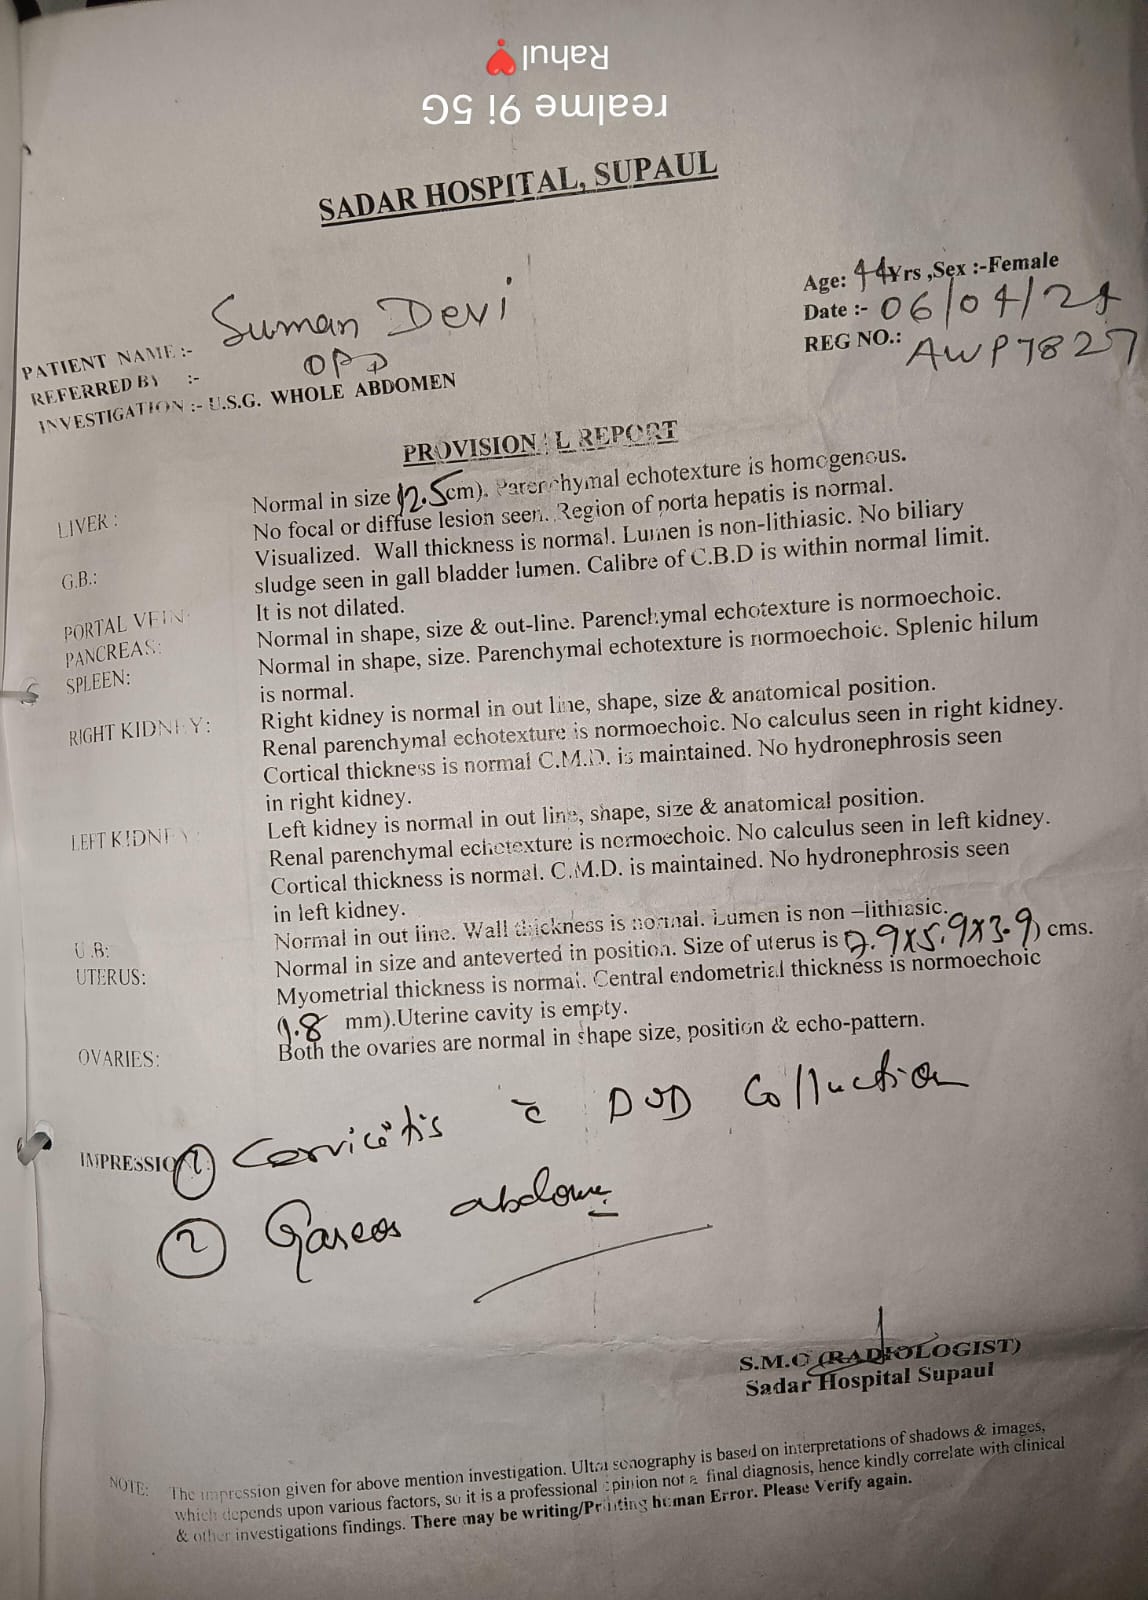 Rahul
realme 9i 5G
SADAR HOSPITAL, SUPAUL
Age: 44Yrs ,Sex :-Female
Date :- 06/04/24
REG NO.: AWP7827
PATIENT NAME :- Suman Devi
REFERRED BY :- OPD
INVESTIGATION :- U.S.G. WHOLE ABDOMEN
PROVISIONAL REPORT
LIVER : Normal in size (12.5cm). Parenchymal echotexture is homogenous.
No focal or diffuse lesion seen. Region of porta hepatis is normal.
G.B.: Visualized. Wall thickness is normal. Lumen is non-lithiasic. No biliary
sludge seen in gall bladder lumen. Calibre of C.B.D is within normal limit.
PORTAL VEIN: It is not dilated.
PANCREAS: Normal in shape, size & out-line. Parenchymal echotexture is normoechoic.
SPLEEN: Normal in shape, size. Parenchymal echotexture is normoechoic. Splenic hilum
is normal.
RIGHT KIDNEY: Right kidney is normal in out line, shape, size & anatomical position.
Renal parenchymal echotexture is normoechoic. No calculus seen in right kidney.
Cortical thickness is normal C.M.D. is maintained. No hydronephrosis seen
in right kidney.
LEFT KIDNEY: Left kidney is normal in out line, shape, size & anatomical position.
Renal parenchymal echotexture is normoechoic. No calculus seen in left kidney.
Cortical thickness is normal. C.M.D. is maintained. No hydronephrosis seen
in left kidney.
U.B: Normal in out line. Wall thickness is normal. Lumen is non –lithiasic.
UTERUS: Normal in size and anteverted in position. Size of uterus is (7.9x5.9x3.9) cms.
Myometrial thickness is normal. Central endometrial thickness is normoechoic
mm).Uterine cavity is empty.
OVARIES: Both the ovaries are normal in shape size, position & echo-pattern.
IMPRESSION: (1) Cervicitis c̄ POD Collection
(2) Gaseos abdome
S.M.O (RADIOLOGIST)
Sadar Hospital Supaul
NOTE: The impression given for above mention investigation. Ultra sonography is based on interpretations of shadows & images,
which depends upon various factors, so it is a professional opinion not a final diagnosis, hence kindly correlate with clinical
& other investigations findings. There may be writing/Printing human Error. Please Verify again.